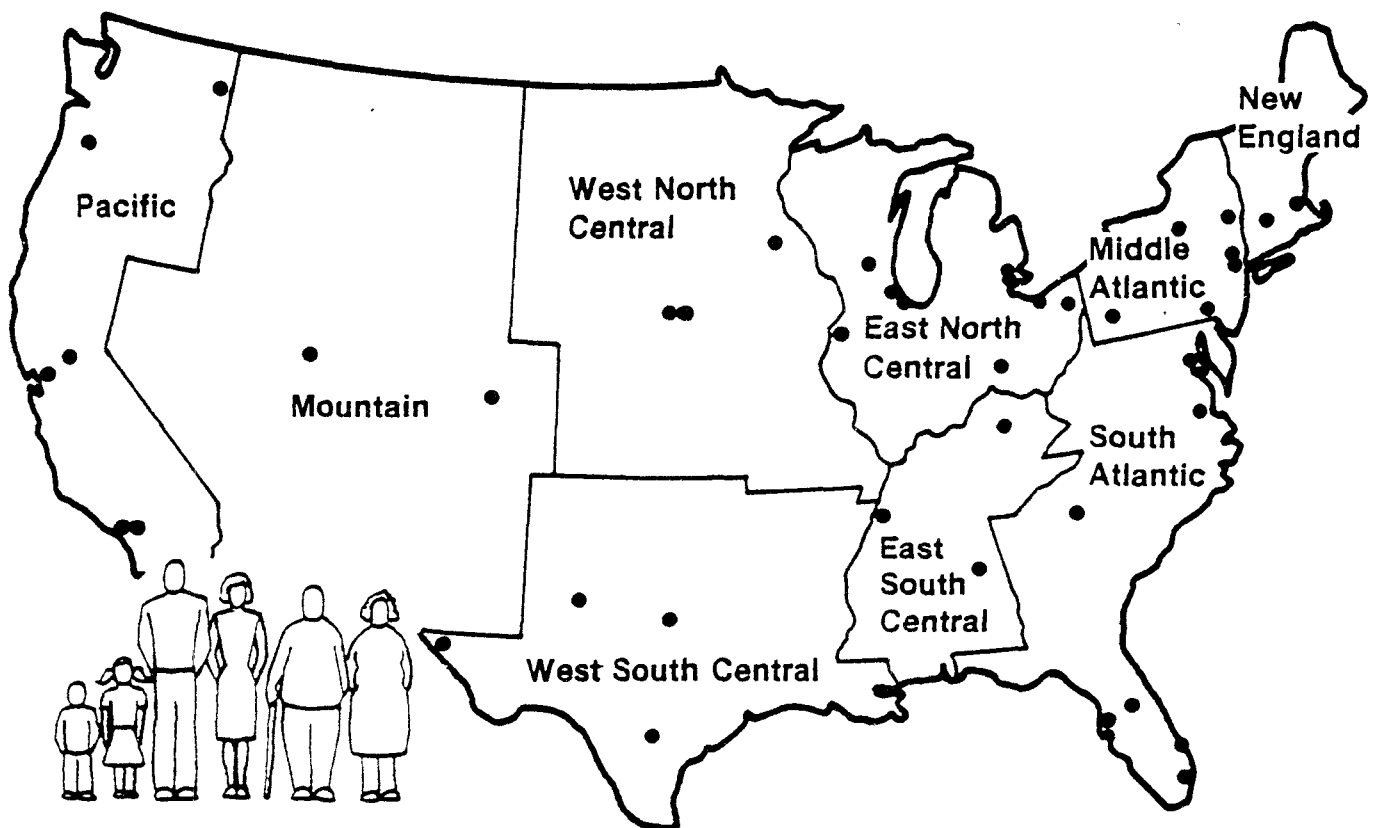 New
England
Pacific
West North
Central
Middle
Atlantic
East North
Central
Mountain
South
Atlantic
East
South
Central
West South Central